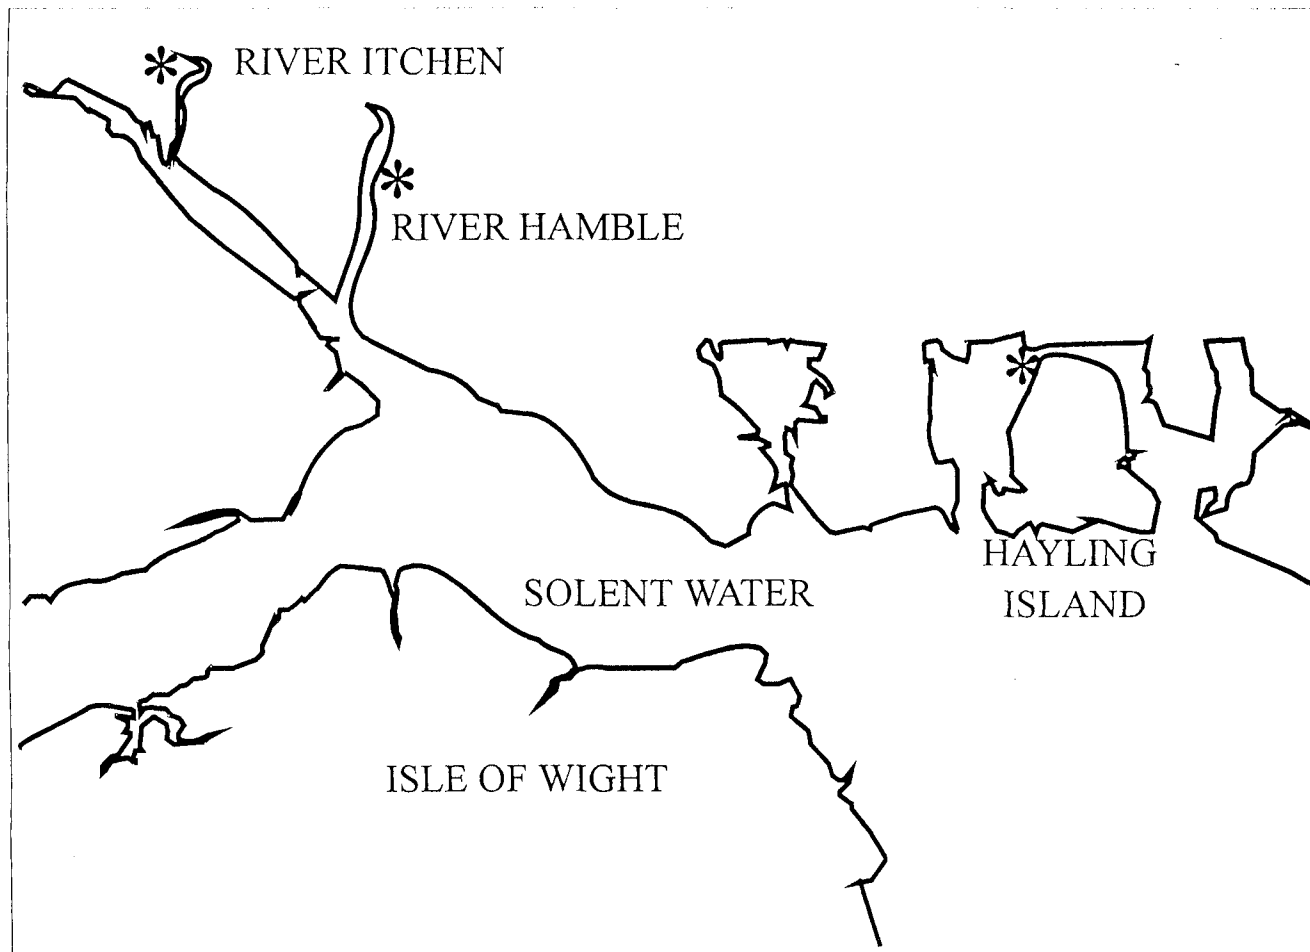 RIVER ITCHEN
RIVER HAMBLE
HAYLING
ISLAND
SOLENT WATER
ISLE OF WIGHT